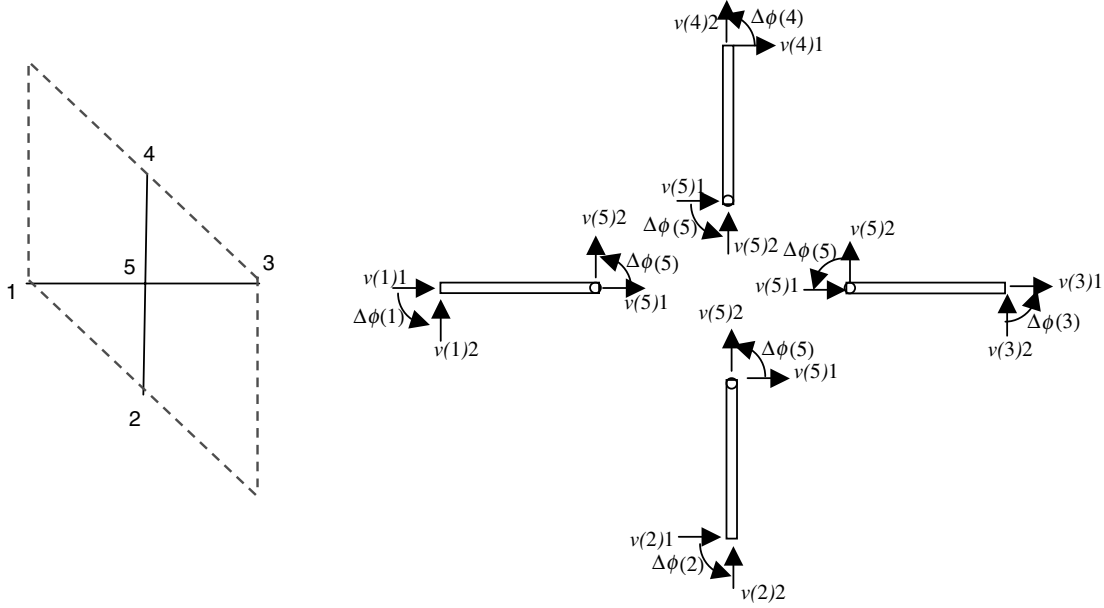 4
5
3
1
2
v(4)2
Δϕ(4)
v(4)1
v(5)1
Δϕ(5)
v(5)2
v(5)2
Δϕ(5)
v(1)1
v(5)1
Δϕ(1)
v(1)2
v(5)2
Δϕ(5)
v(5)1
v(3)1
Δϕ(3)
v(3)2
v(5)2
Δϕ(5)
v(5)1
v(2)1
Δϕ(2)
v(2)2